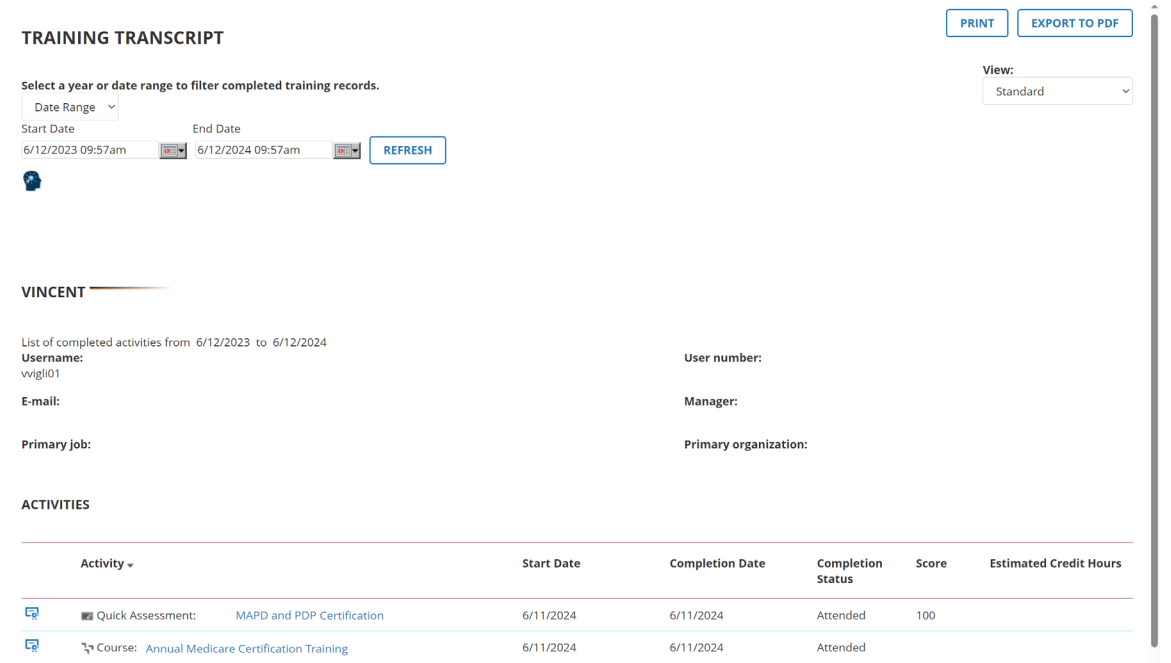 PRINT EXPORT TO PDF
TRAINING TRANSCRIPT
View:
Standard
Select a year or date range to filter completed training records.
Date Range
Start Date End Date
6/12/2023 09:57am 6/12/2024 09:57am REFRESH
VINCENT
List of completed activities from 6/12/2023 to 6/12/2024
Username: User number:
vvigli01
E-mail: Manager:
Primary job: Primary organization:
ACTIVITIES
Activity Start Date Completion Date Completion Status Score Estimated Credit Hours
Quick Assessment: MAPD and PDP Certification 6/11/2024 6/11/2024 Attended 100
Course: Annual Medicare Certification Training 6/11/2024 6/11/2024 Attended